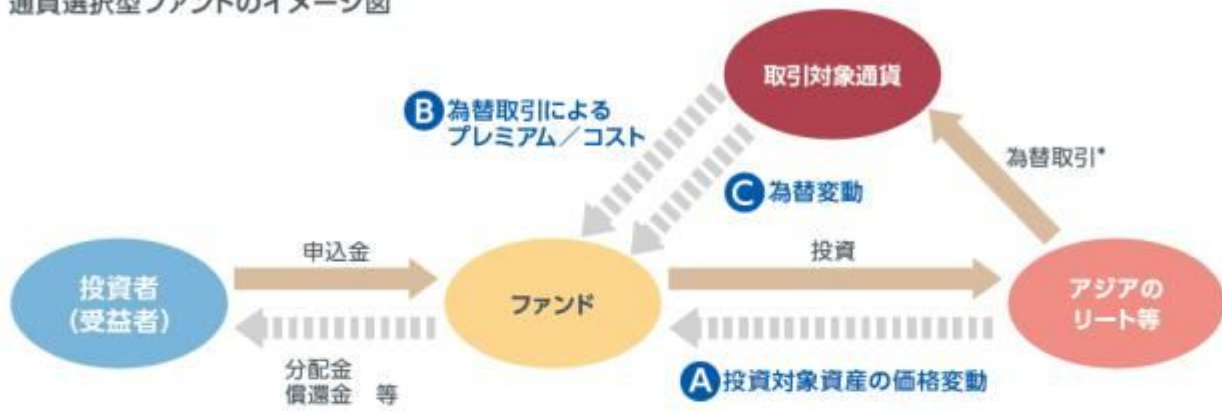 通貨選択型ファンドのイメージ図
取引対象通貨
B 為替取引による
プレミアム／コスト
為替取引*
C 為替変動
申込金
投資
投資者
(受益者)
ファンド
アジアの
リート等
分配金
償還金 等
A 投資対象資産の価格変動